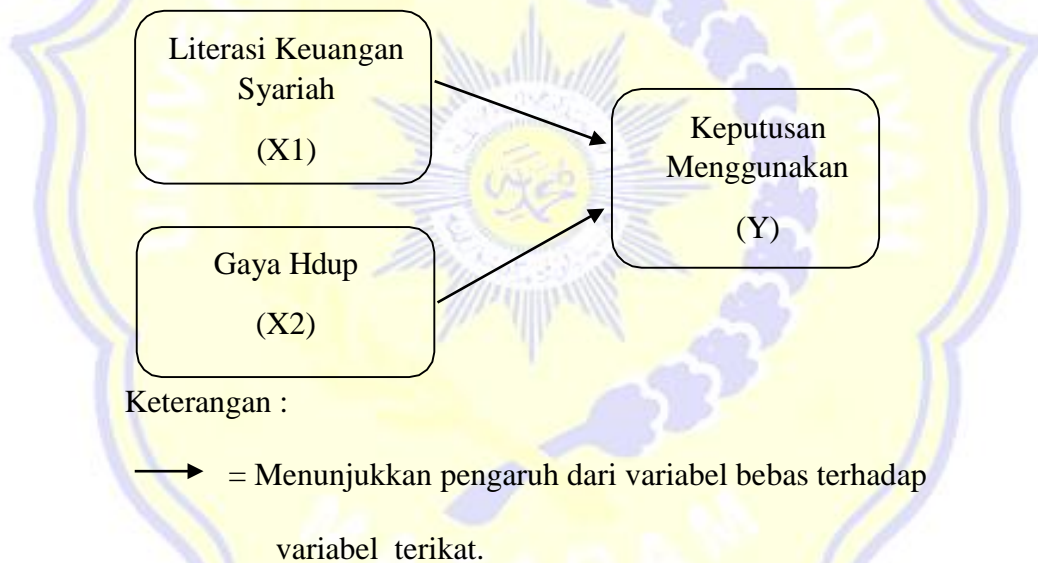 Literasi Keuangan
Syariah
(X1)
Keputusan
Menggunakan
(Y)
Gaya Hdup
(X2)
Keterangan :
= Menunjukkan pengaruh dari variabel bebas terhadap
variabel terikat.